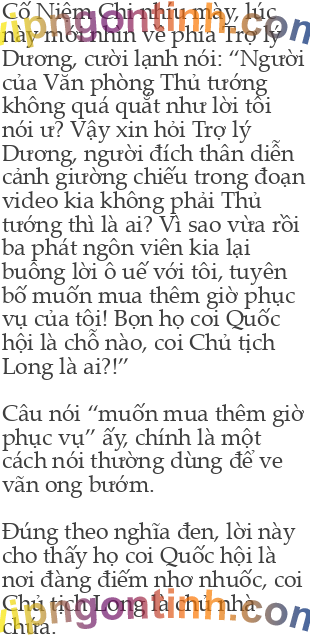 Cố Niệm Chi nhíu mày, lúc
này mới nhìn về phía Trợ lý
Dương, cười lạnh nói: “Người
của Văn phòng Thủ tướng
không quá quắt như lời tôi
nói ư? Vậy xin hỏi Trợ lý
Dương, người đích thân diễn
cảnh giường chiếu trong đoạn
video kia không phải Thủ
tướng thì là ai? Vì sao vừa rồi
ba phát ngôn viên kia lại
buông lời ô uế với tôi, tuyên
bố muốn mua thêm giờ phục
vụ của tôi! Bọn họ coi Quốc
hội là chỗ nào, coi Chủ tịch
Long là ai?!”
Câu nói “muốn mua thêm giờ
phục vụ” ấy, chính là một
cách nói thường dùng để ve
vãn ong bướm.
Đúng theo nghĩa đen, lời này
cho thấy họ coi Quốc hội là
nơi đàng điếm nhơ nhuốc, coi
Chủ tịch Long là chủ nhà
chứa.
vipngontinh.com
vipngontinh.com